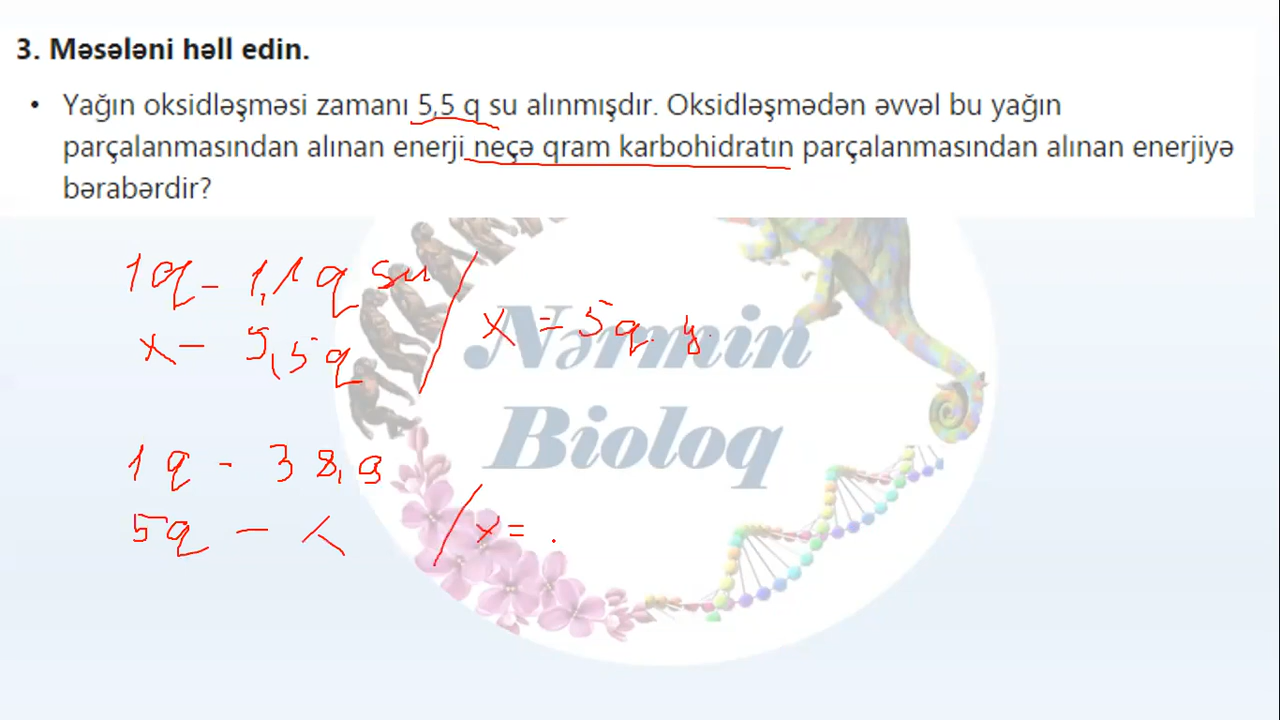 3. Məsələni həll edin.
• Yağın oksidləşməsi zamanı 5,5 q su alınmışdır. Oksidləşmədən əvvəl bu yağın
parçalanmasından alınan enerji neçə qram karbohidratın parçalanmasından alınan enerjiyə
bərabərdir?
1q - 1,1 q su
x - 5,5 q
x = 5q. y.
Nərmin
Bioloq
1 q - 38,9
5q - x
x = .